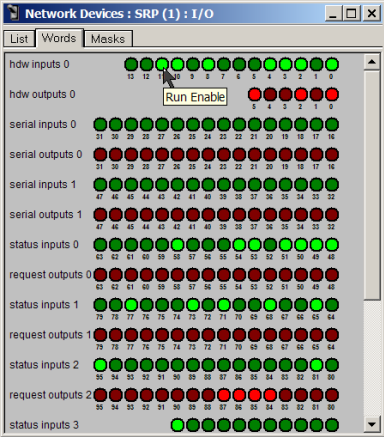 Network Devices : SRP (1) : I/O
List Words Masks
hdw inputs 0
13 12 11 10 9 8 7 6 5 4 3 2 1 0
Run Enable
hdw outputs 0
5 4 3 2 1 0
serial inputs 0
31 30 29 28 27 26 25 24 23 22 21 20 19 18 17 16
serial outputs 0
31 30 29 28 27 26 25 24 23 22 21 20 19 18 17 16
serial inputs 1
47 46 45 44 43 42 41 40 39 38 37 36 35 34 33 32
serial outputs 1
47 46 45 44 43 42 41 40 39 38 37 36 35 34 33 32
status inputs 0
63 62 61 60 59 58 57 56 55 54 53 52 51 50 49 48
request outputs 0
63 62 61 60 59 58 57 56 55 54 53 52 51 50 49 48
status inputs 1
79 78 77 76 75 74 73 72 71 70 69 68 67 66 65 64
request outputs 1
79 78 77 76 75 74 73 72 71 70 69 68 67 66 65 64
status inputs 2
95 94 93 92 91 90 89 88 87 86 85 84 83 82 81 80
request outputs 2
95 94 93 92 91 90 89 88 87 86 85 84 83 82 81 80
status inputs 3